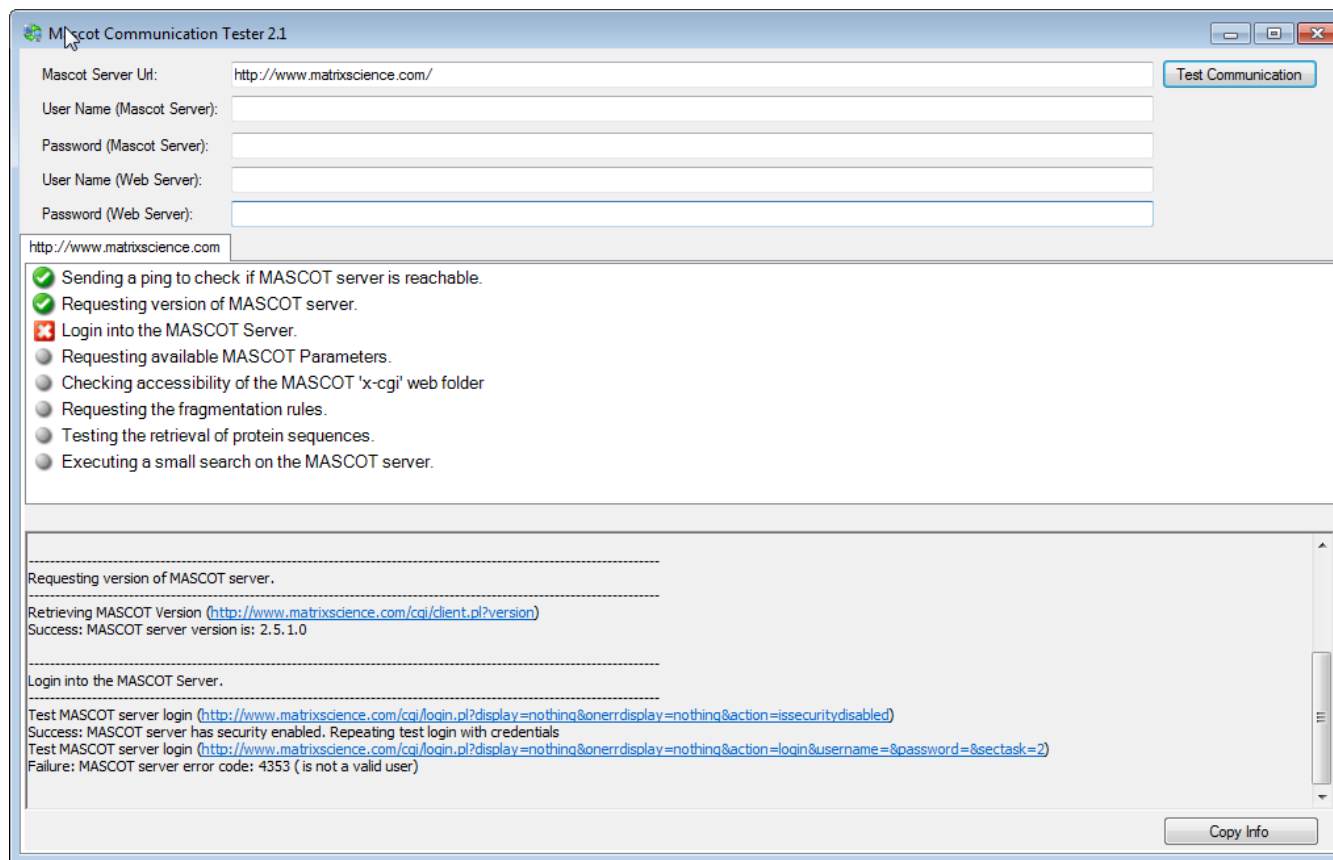 Mascot Communication Tester 2.1
Mascot Server Url: http://www.matrixscience.com/ Test Communication
User Name (Mascot Server):
Password (Mascot Server):
User Name (Web Server):
Password (Web Server):
http://www.matrixscience.com
Sending a ping to check if MASCOT server is reachable.
Requesting version of MASCOT server.
Login into the MASCOT Server.
Requesting available MASCOT Parameters.
Checking accessibility of the MASCOT 'x-cgi' web folder
Requesting the fragmentation rules.
Testing the retrieval of protein sequences.
Executing a small search on the MASCOT server.
Requesting version of MASCOT server.
Retrieving MASCOT Version (http://www.matrixscience.com/cgi/client.pl?version)
Success: MASCOT server version is: 2.5.1.0
Login into the MASCOT Server.
Test MASCOT server login (http://www.matrixscience.com/cgi/login.pl?display=nothing&onerrdisplay=nothing&action=issecuritydisabled)
Success: MASCOT server has security enabled. Repeating test login with credentials
Test MASCOT server login (http://www.matrixscience.com/cgi/login.pl?display=nothing&onerrdisplay=nothing&action=login&username=&password=&sectask=2)
Failure: MASCOT server error code: 4353 ( is not a valid user)
Copy Info